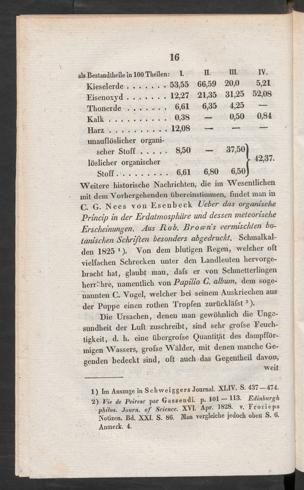 16
als Bestandtheile in 100 Theilen: I. II. III. IV.
Kieselerde . . . . . . . 53,55 66,59 20,0 5,21
Eisenoxyd . . . . . . . 12,27 21,35 31,25 52,08
Thonerde . . . . . . . 6,61 6,35 4,25 —
Kalk . . . . . . . . . 0,38 — 0,50 0,84
Harz . . . . . . . . . 12,08 — — —
unauflöslicher organi-
scher Stoff . . . . . 8,50 — 37,50
löslicher organischer 42,37.
Stoff . . . . . . . . 6,61 6,80 6,50
Weitere historische Nachrichten, die im Wesentlichen
mit dem Vorhergehenden übereinstimmen, findet man in
C. G. Nees von Esenbeck Ueber das organische
Princip in der Erdatmosphäre und dessen meteorische
Erscheinungen. Aus Rob. Brown's vermischten bo-
tanischen Schriften besonders abgedruckt. Schmalkal-
den 1825 1). Von den blutigen Regen, welcher oft
vielfachen Schrecken unter den Landleuten hervorge-
bracht hat, glaubt man, daſs er von Schmetterlingen
herrühre, namentlich von Papilio C. album, dem soge-
nannten C. Vogel, welcher bei seinem Auskriechen aus
der Puppe einen rothen Tropfen zurückläſst 2).
Die Ursachen, denen man gewöhnlich die Unge-
sundheit der Luft zuschreibt, sind sehr groſse Feuch-
tigkeit, d. h. eine übergroſse Quantität des dampfför-
migen Wassers, groſse Wälder, mit denen manche Ge-
genden bedeckt sind, oft auch das Gegentheil davon,
weit
1) Im Auszuge in Schweiggers Journal. XLIV. S. 437—474.
2) Vie de Peiresc par Gassendi. p. 101—113. Edinburgh
philos. Journ. of Science. XVI. Apr. 1828. v. Frorieps
Notizen. Bd. XXI. S. 86. Man vergleiche jedoch oben S. 6.
Anmerk. 4.